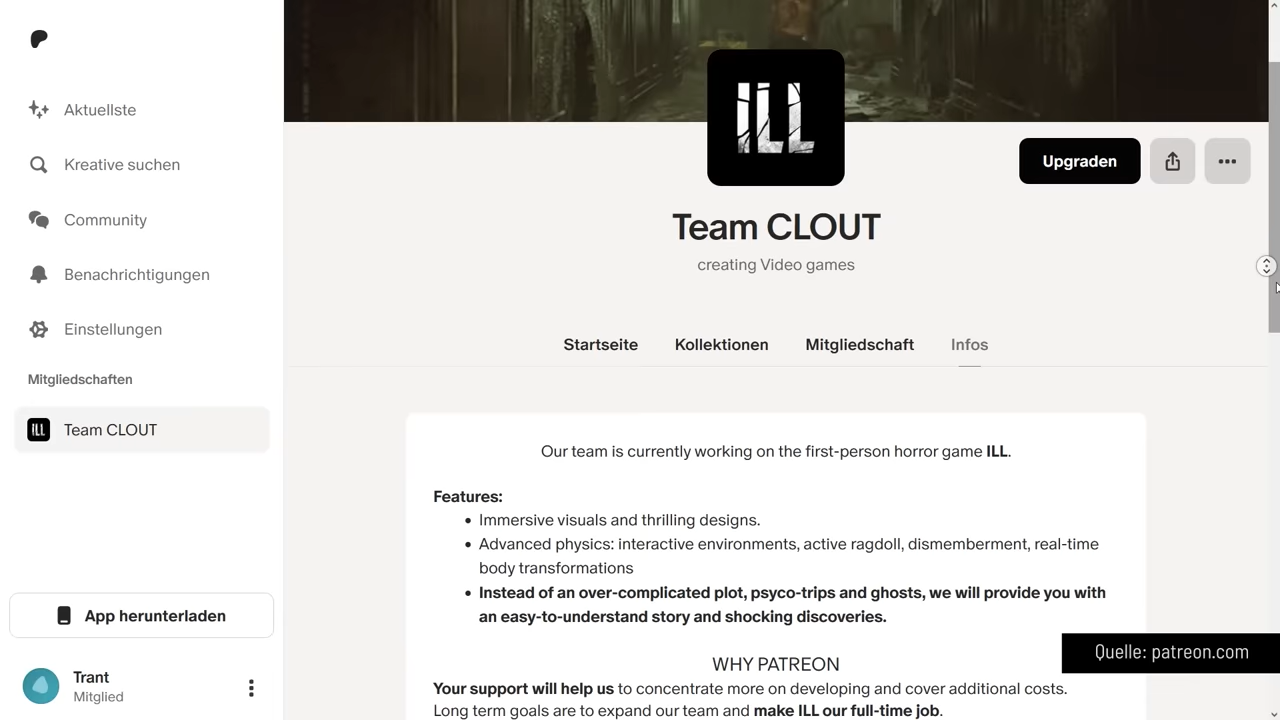 Aktuellste
Kreative suchen
Community
Benachrichtigungen
Einstellungen
Mitgliedschaften
ILL
Team CLOUT
App herunterladen
Trant
Mitglied
ILL
Upgraden
Team CLOUT
creating Video games
Startseite
Kollektionen
Mitgliedschaft
Infos
Our team is currently working on the first-person horror game ILL.
Features:
• Immersive visuals and thrilling designs.
• Advanced physics: interactive environments, active ragdoll, dismemberment, real-time
body transformations
• Instead of an over-complicated plot, psyco-trips and ghosts, we will provide you with
an easy-to-understand story and shocking discoveries.
WHY PATREON
Your support will help us to concentrate more on developing and cover additional costs.
Long term goals are to expand our team and make ILL our full-time job.
Quelle: patreon.com